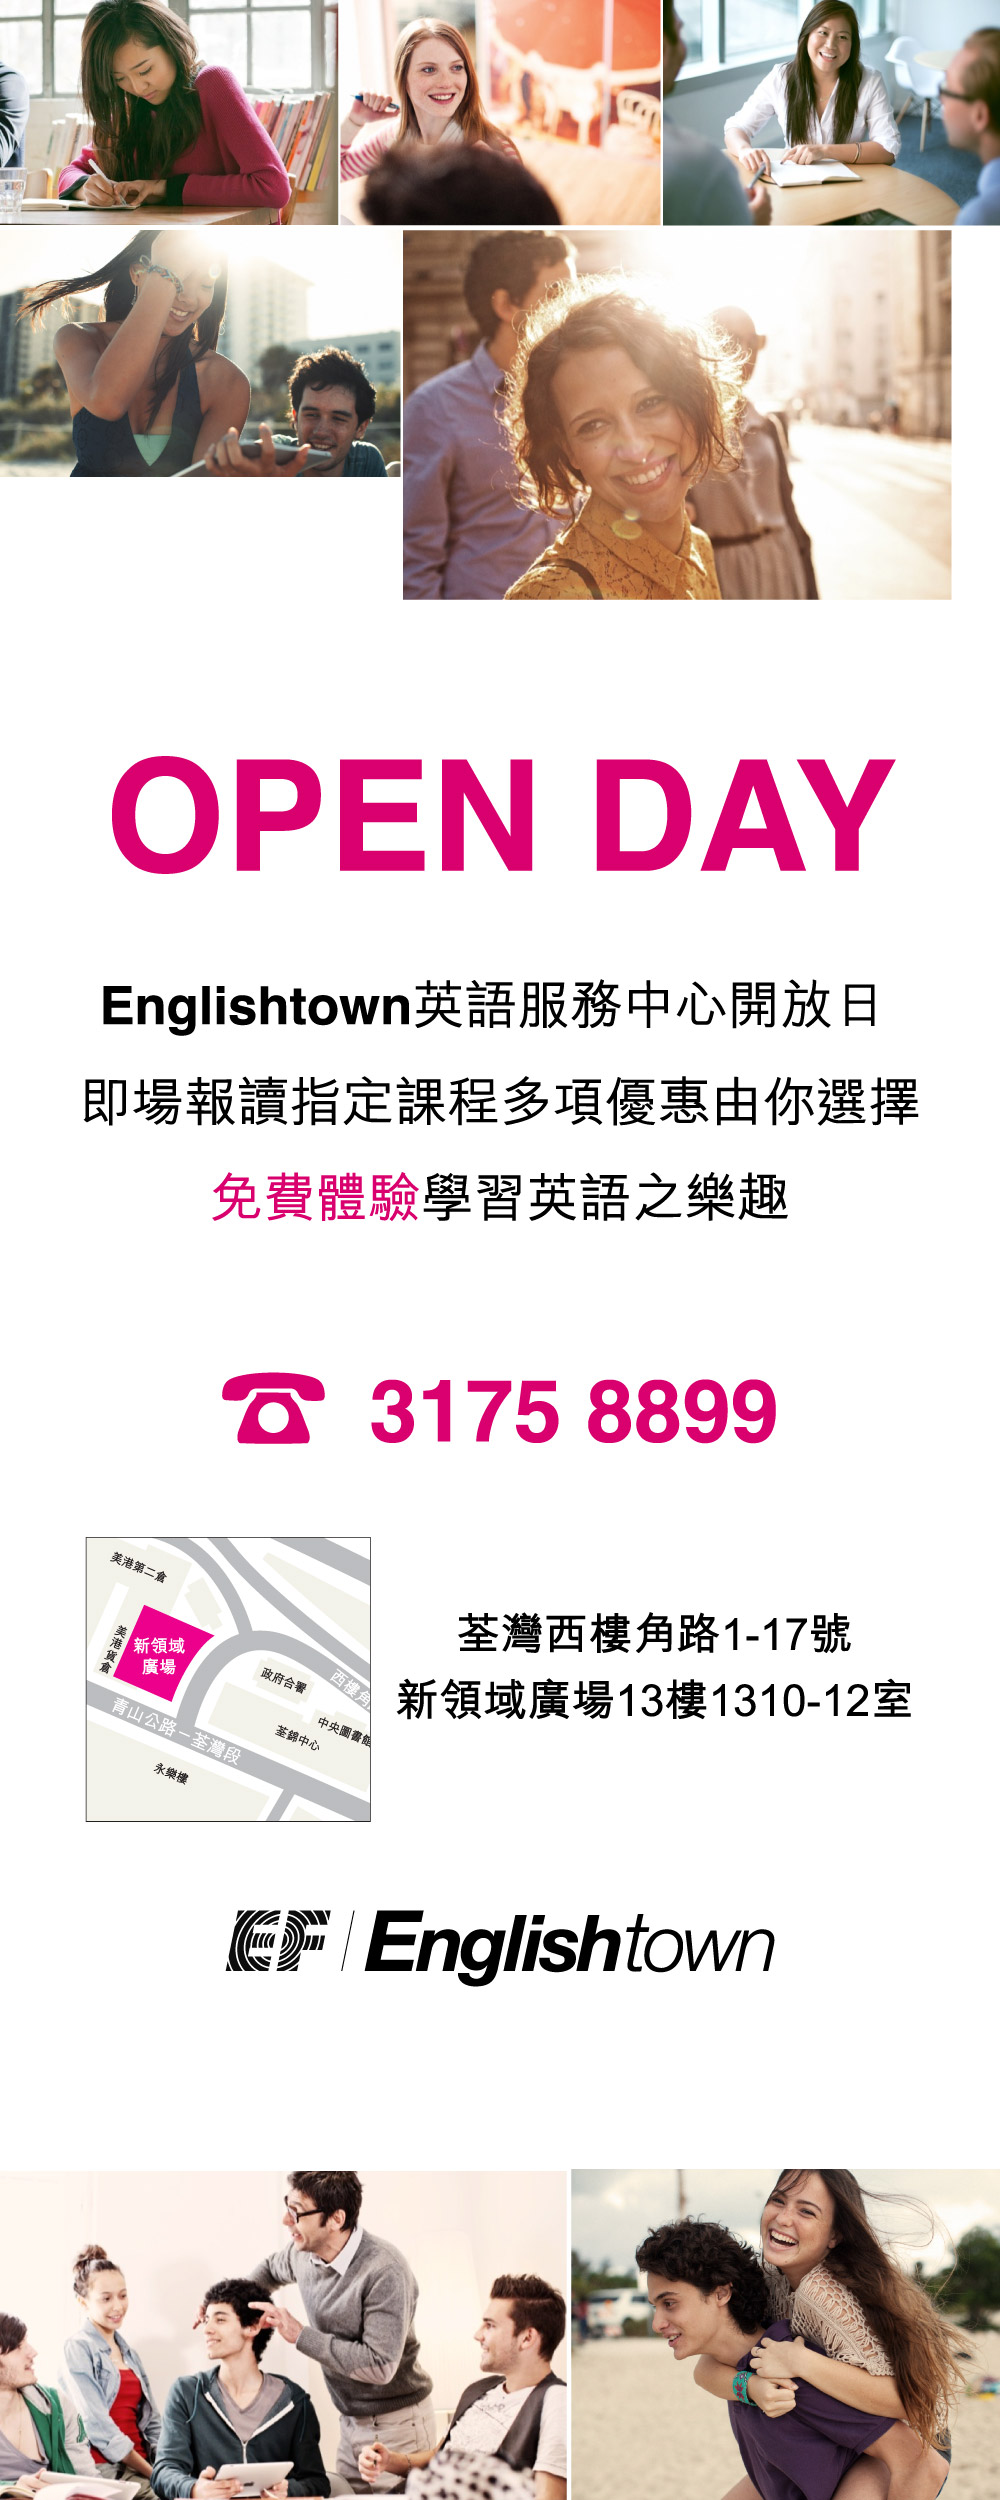 OPEN DAY
Englishtown英語服務中心開放日
即場報讀指定課程多項優惠由你選擇
免費體驗學習英語之樂趣
3175 8899
美港第二倉
美港貨倉
新領域
廣場
政府合署
西樓角
中央圖書館
荃錦中心
青山公路－荃灣段
永樂樓
荃灣西樓角路1-17號
新領域廣場13樓1310-12室
EF Englishtown